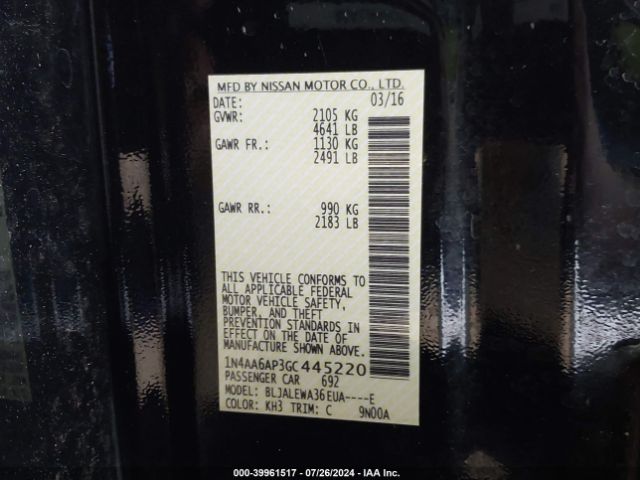 MFD BY NISSAN MOTOR CO., LTD.
DATE: 03/16
GVWR: 2105 KG
4641 LB
GAWR FR.: 1130 KG
2491 LB
GAWR RR.: 990 KG
2183 LB
THIS VEHICLE CONFORMS TO
ALL APPLICABLE FEDERAL
MOTOR VEHICLE SAFETY,
BUMPER, AND THEFT
PREVENTION STANDARDS IN
EFFECT ON THE DATE OF
MANUFACTURE SHOWN ABOVE.
1N4AA6AP3GC445220
PASSENGER CAR 692
MODEL: BLJALEWA36EUA----E
COLOR: KH3 TRIM: C 9N00A
000-39961517 / 07/26/2024 - IAA Inc.